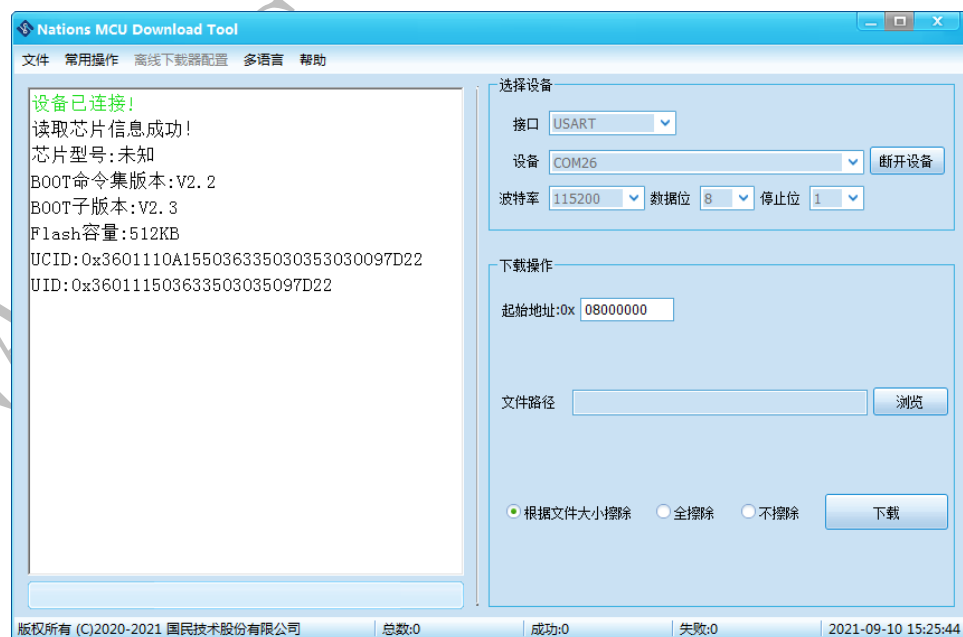 Nations MCU Download Tool
文件 常用操作 离线下载器配置 多语言 帮助
设备已连接!
读取芯片信息成功!
芯片型号:未知
BOOT命令集版本:V2.2
BOOT子版本:V2.3
Flash容量:512KB
UCID:0x3601110A155036335030353030097D22
UID:0x360111503633503035097D22
选择设备
接口 USART
设备 COM26 断开设备
波特率 115200 数据位 8 停止位 1
下载操作
起始地址:0x 08000000
文件路径 浏览
根据文件大小擦除 全擦除 不擦除 下载
版权所有 (C)2020-2021 国民技术股份有限公司 总数:0 成功:0 失败:0 2021-09-10 15:25:44